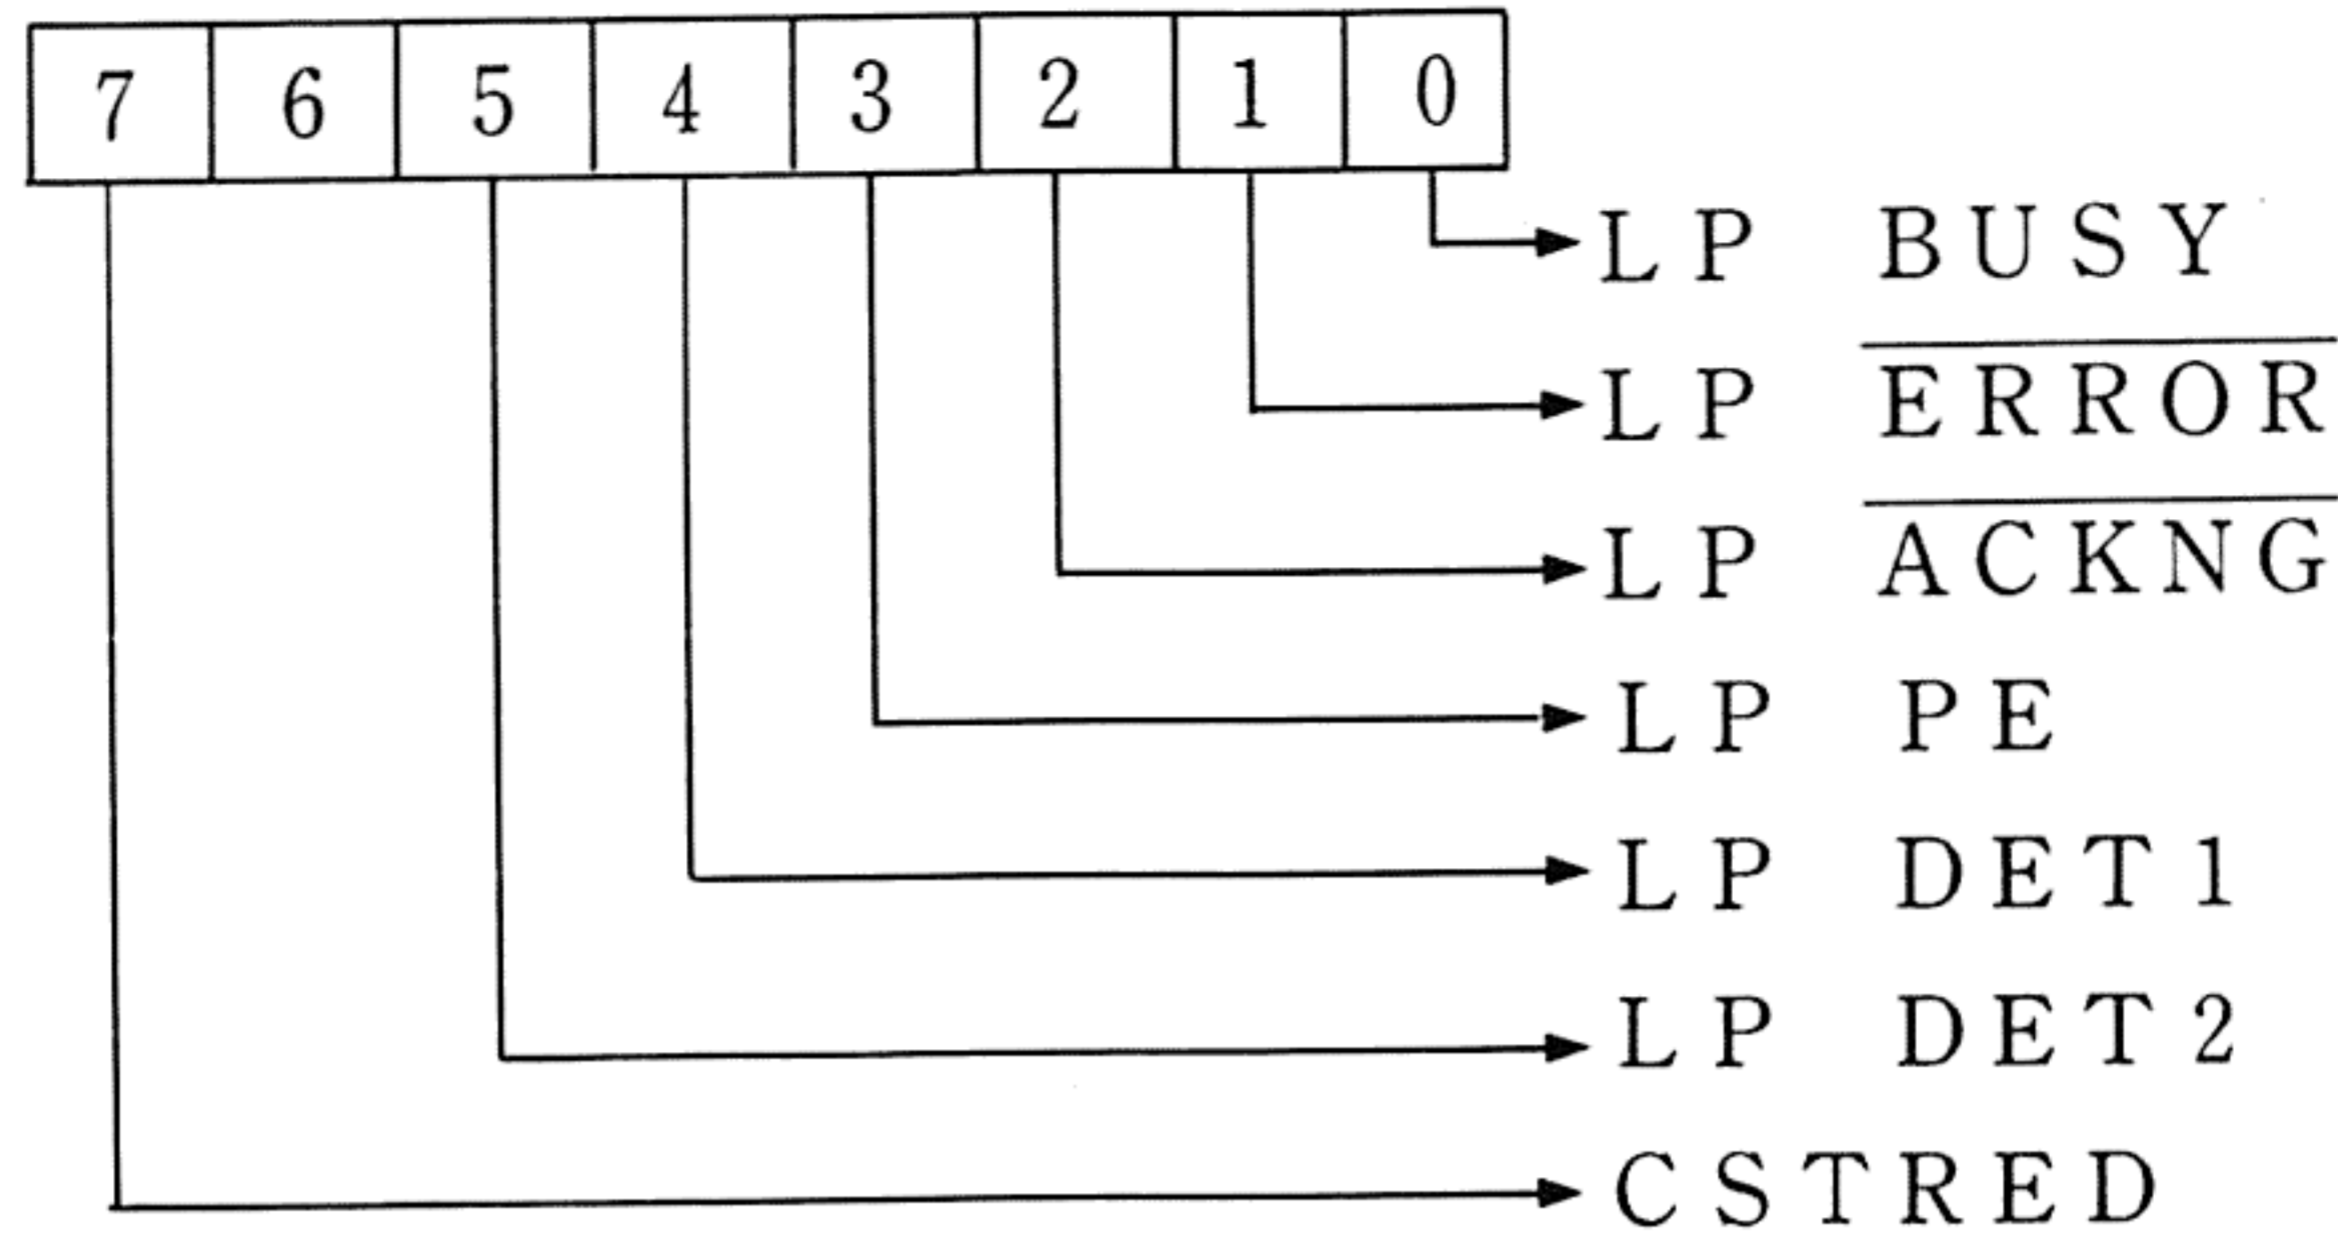 7 6 5 4 3 2 1 0
LP BUSY
LP ERROR
LP ACKNG
LP PE
LP DET1
LP DET2
CSTRED